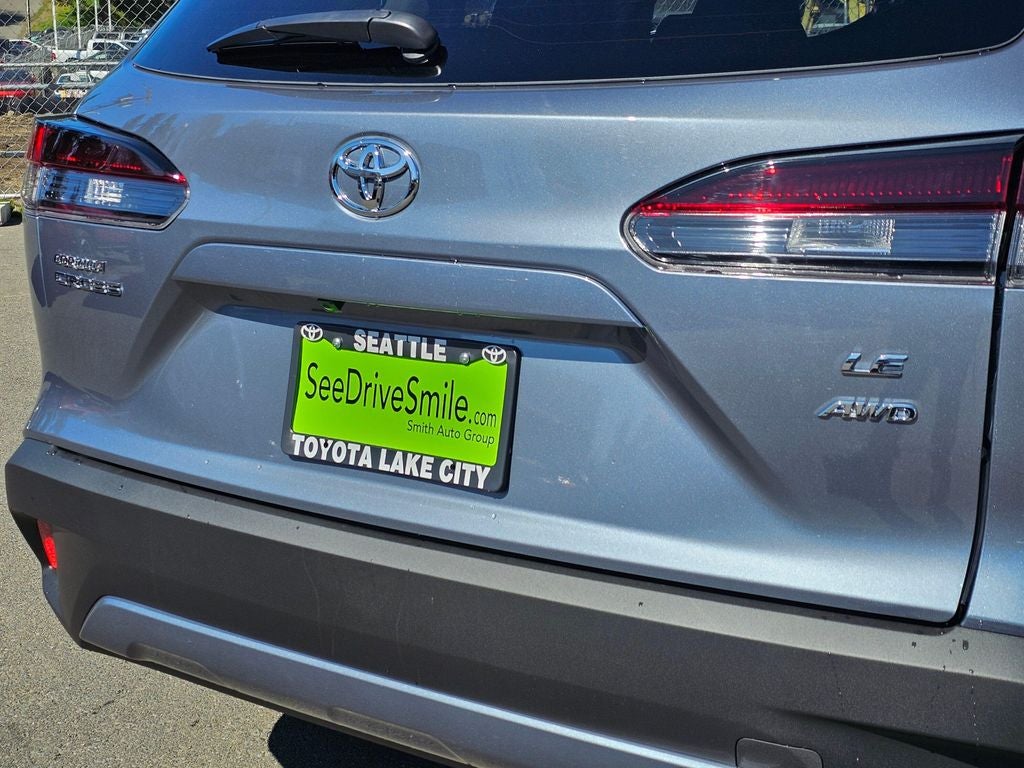 COROLLA
CROSS
SEATTLE
SeeDriveSmile.com
Smith Auto Group
TOYOTA LAKE CITY
LE
AWD